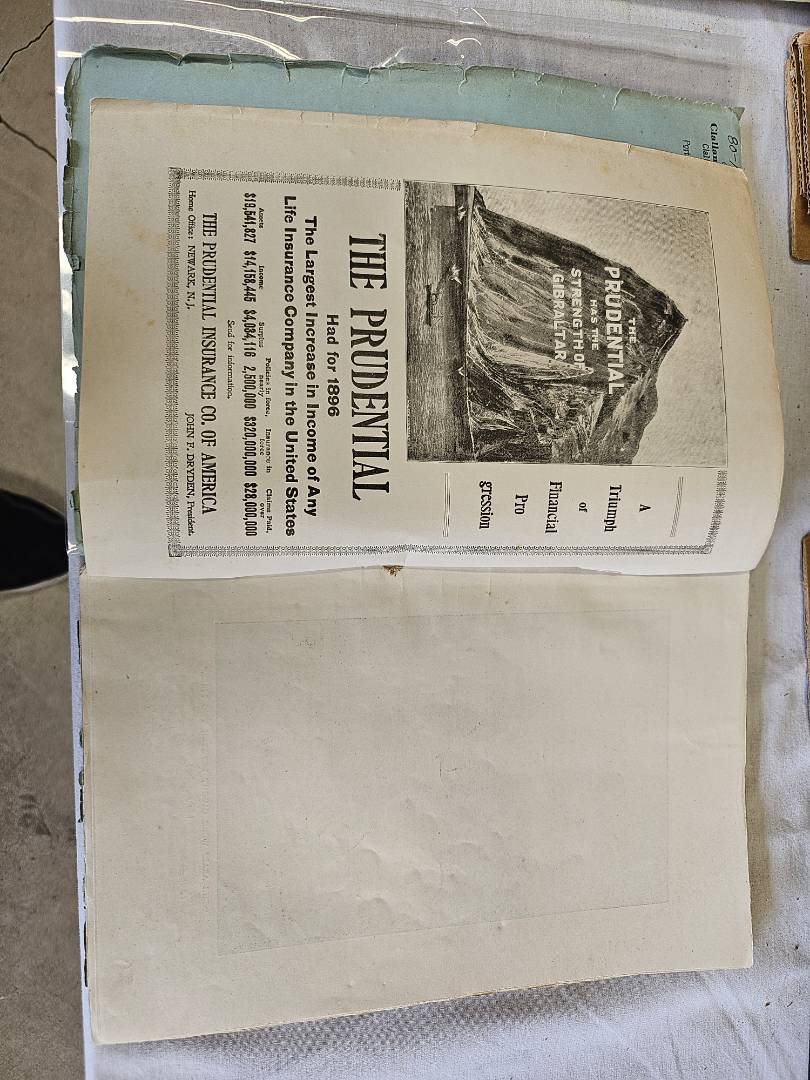 THE
PRUDENTIAL
HAS THE
STRENGTH OF
GIBRALTAR
A
Triumph
of
Financial
Pro
gression
THE PRUDENTIAL
Had for 1896
The Largest Increase in Income of Any
Life Insurance Company in the United States
Assets Income Surplus Policies in force, nearly Insurance in force Claims Paid, over
$19,541,827 $14,158,445 $4,034,116 2,500,000 $320,000,000 $28,000,000
Send for information.
THE PRUDENTIAL INSURANCE CO. OF AMERICA
Home Office: NEWARK, N. J. JOHN F. DRYDEN, President.
80-
Clallam
Clal
Port